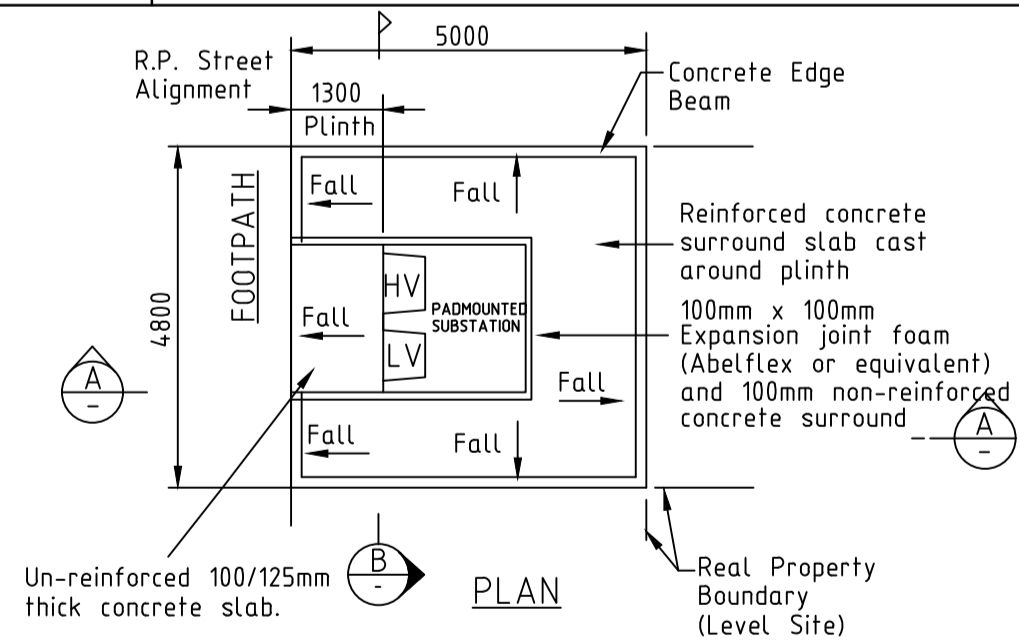 5000
R.P. Street
Alignment
1300
Plinth
Concrete Edge
Beam
FOOTPATH
4800
Fall
Fall
Reinforced concrete
surround slab cast
around plinth
HV
PADMOUNTED
SUBSTATION
Fall
LV
100mm x 100mm
Expansion joint foam
(Abelflex or equivalent)
and 100mm non-reinforced
concrete surround
Fall
A
-
A
-
Fall
Fall
Un-reinforced 100/125mm
thick concrete slab.
B
-
PLAN
Real Property
Boundary
(Level Site)